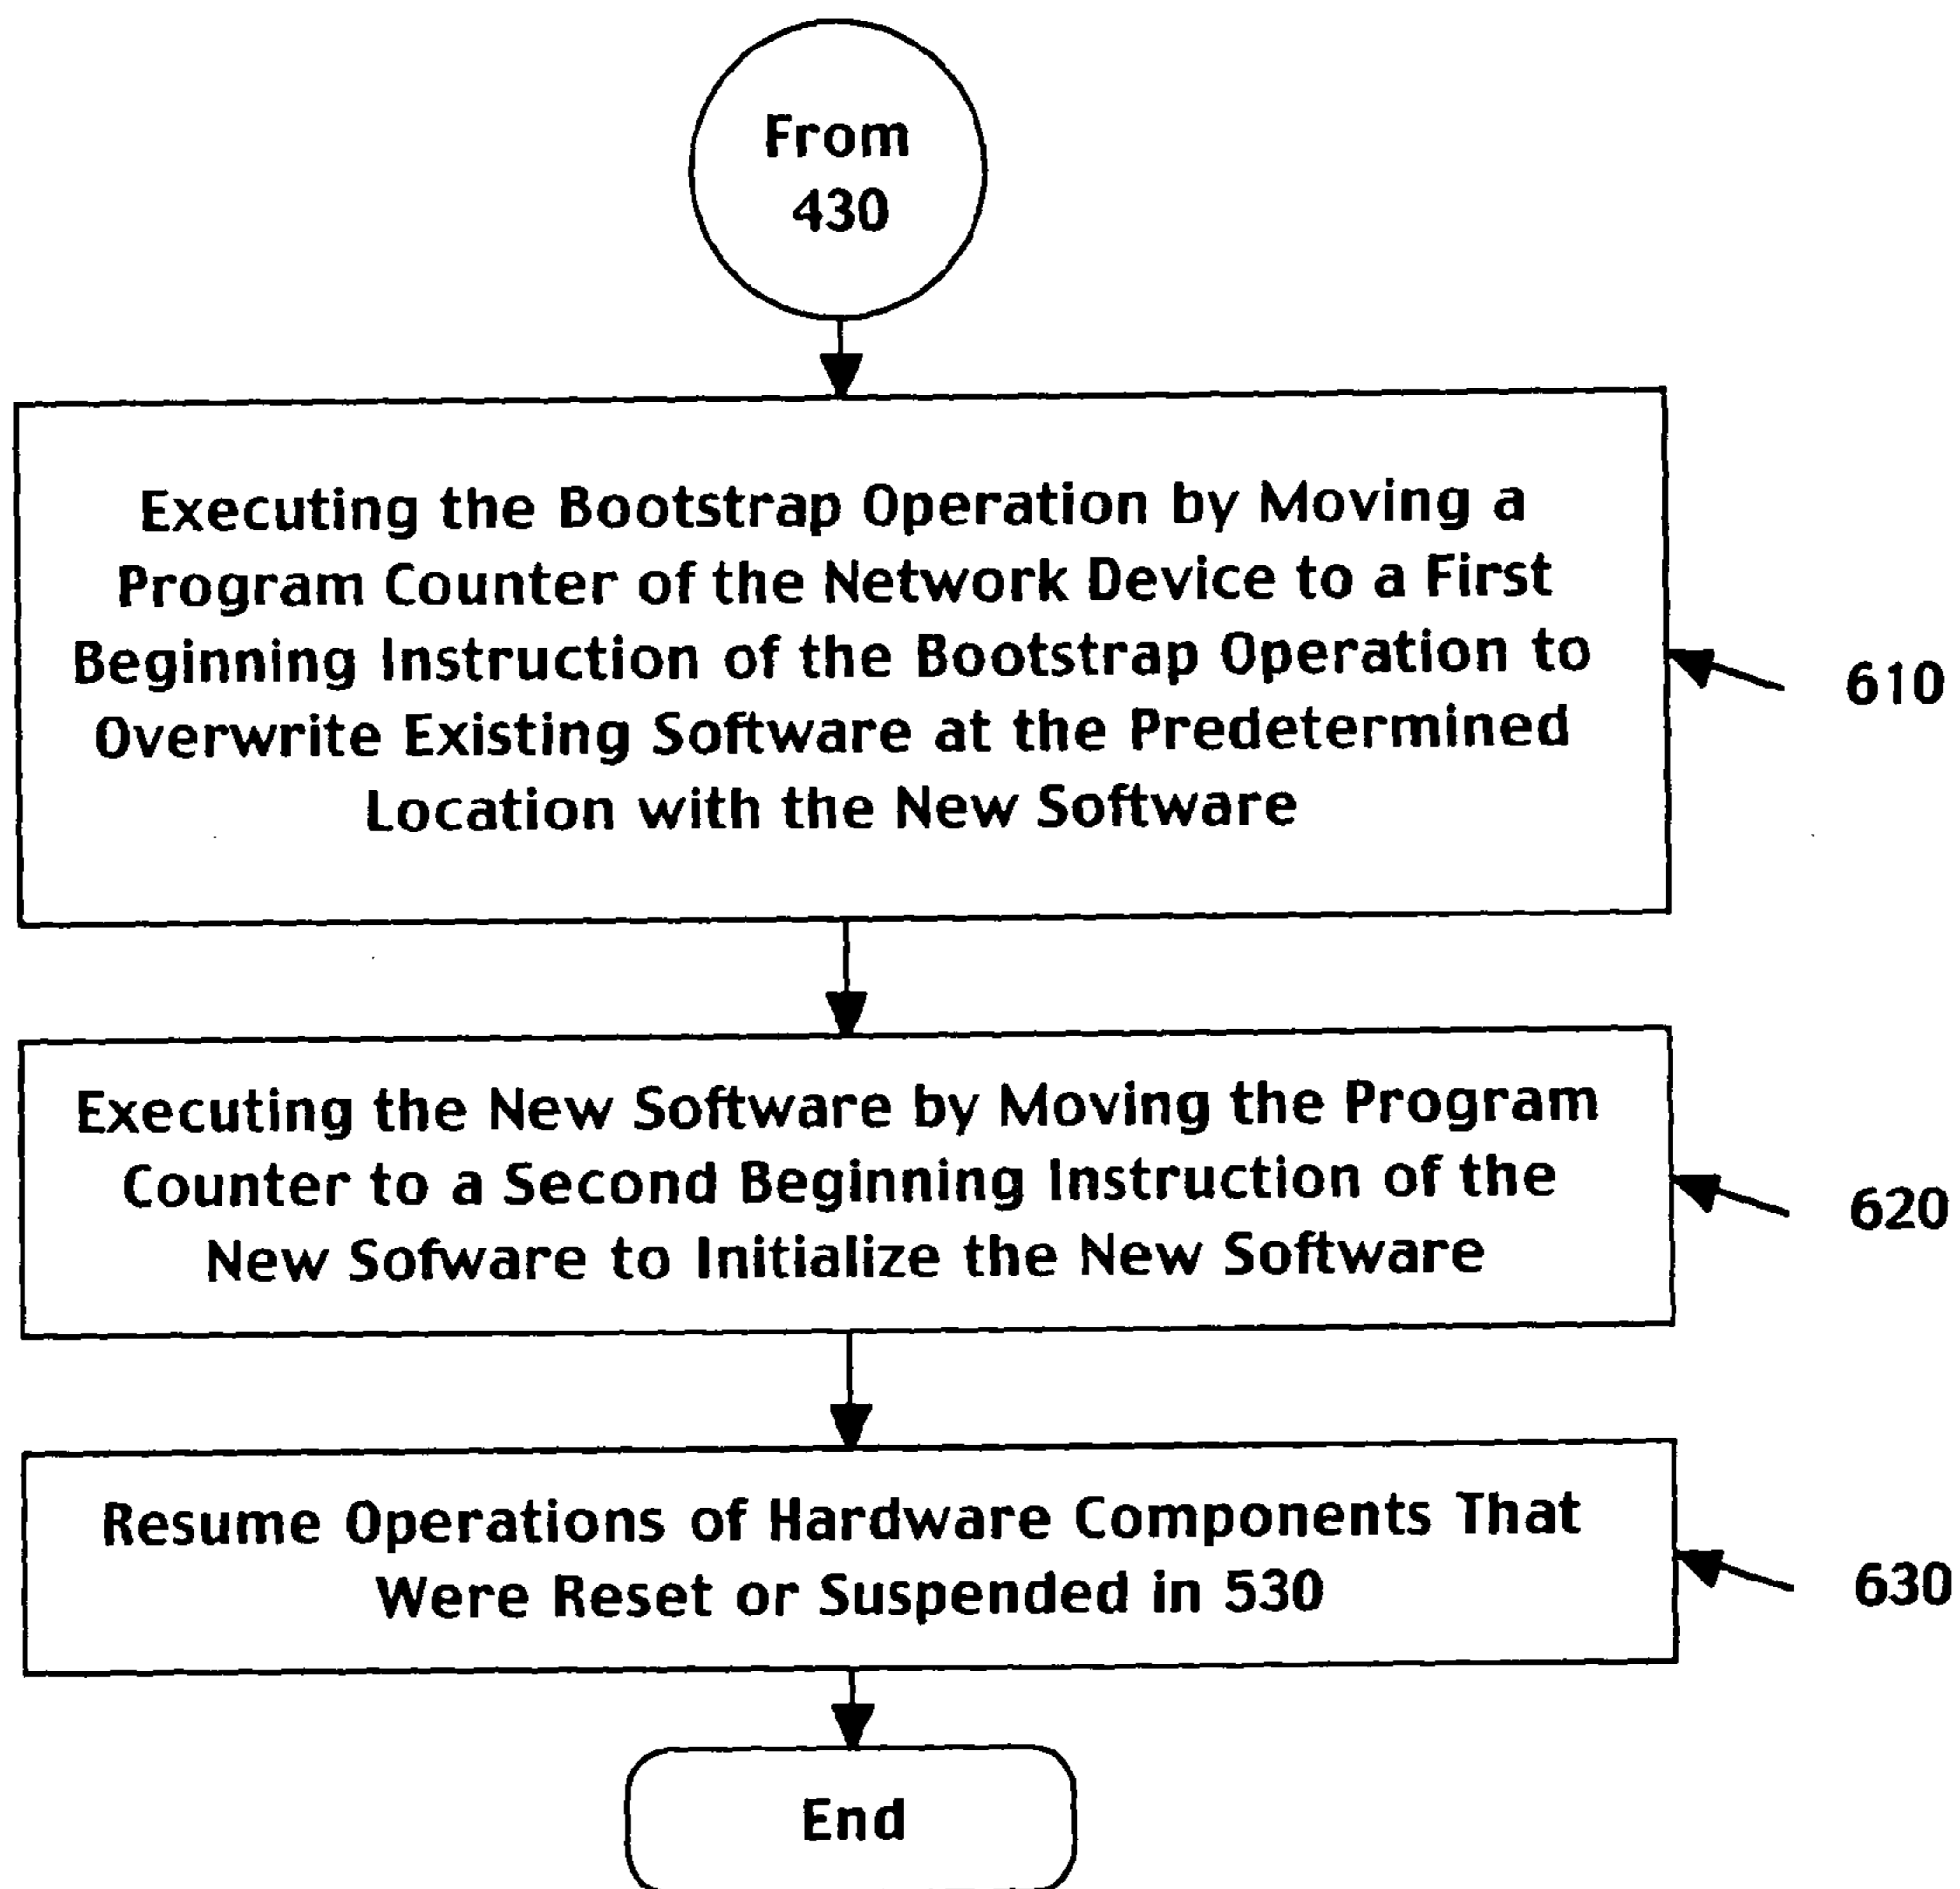 From
430
Executing the Bootstrap Operation by Moving a
Program Counter of the Network Device to a First
Beginning Instruction of the Bootstrap Operation to
Overwrite Existing Software at the Predetermined
Location with the New Software
610
Executing the New Software by Moving the Program
Counter to a Second Beginning Instruction of the
New Sofware to Initialize the New Software
620
Resume Operations of Hardware Components That
Were Reset or Suspended in 530
630
End